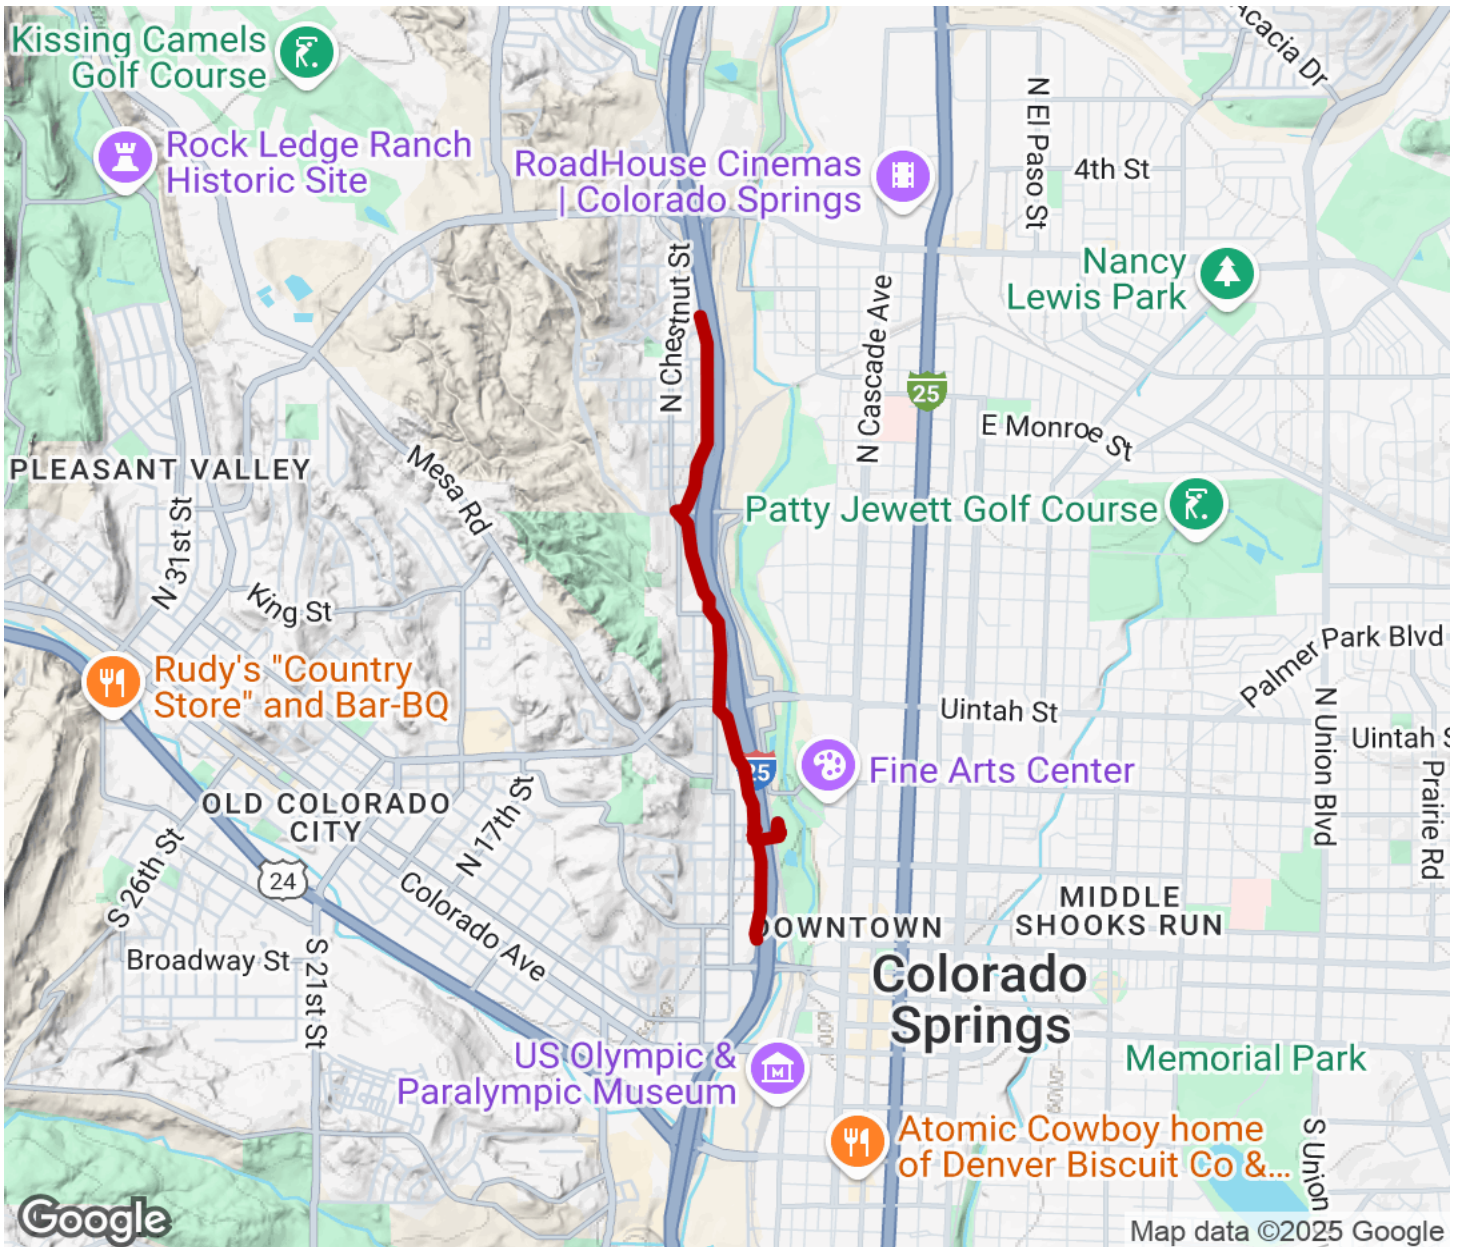 Kissing Camels
Golf Course
Acacia Dr
N El Paso St
Rock Ledge Ranch
Historic Site
RoadHouse Cinemas
| Colorado Springs
4th St
N Chestnut St
Nancy
Lewis Park
N Cascade Ave
25
E Monroe St
PLEASANT VALLEY
Mesa Rd
N 31st St
Patty Jewett Golf Course
King St
Palmer Park Blvd
Rudy's "Country
Store" and Bar-BQ
Uintah St
N Union Blvd
Uintah S
25
Fine Arts Center
Prairie Rd
OLD COLORADO
CITY
N 17th St
S 26th St
24
Colorado Ave
MIDDLE
SHOOKS RUN
DOWNTOWN
Broadway St
S 21st St
Colorado
Springs
US Olympic &
Paralympic Museum
Memorial Park
Atomic Cowboy home
of Denver Biscuit Co &...
S Union
Google
Map data ©2025 Google